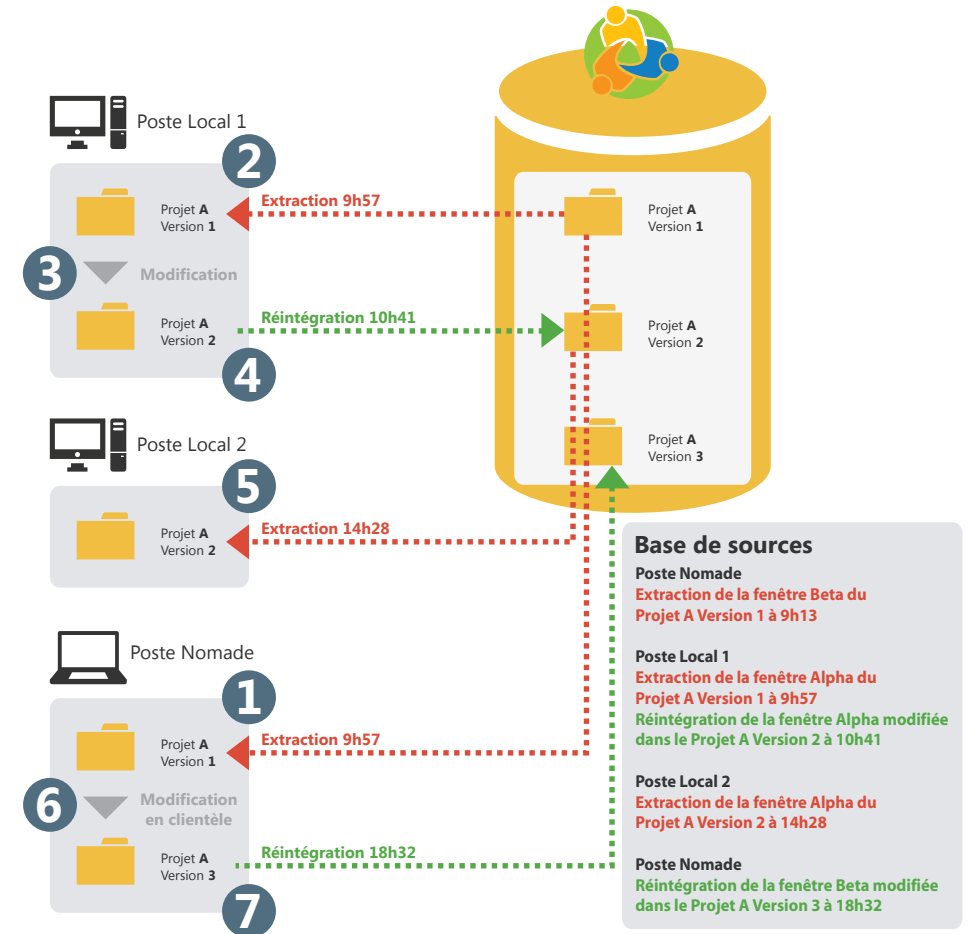 Poste Local 1
2
Extraction 9h57
Projet A
Version 1
Projet A
Version 1
3
Modification
Réintégration 10h41
Projet A
Version 2
Projet A
Version 2
4
Poste Local 2
Projet A
Version 3
5
Extraction 14h28
Projet A
Version 2
Poste Nomade
1
Extraction 9h57
Projet A
Version 1
6
Modification
en clientèle
Réintégration 18h32
Projet A
Version 3
7
Base de sources
Poste Nomade
Extraction de la fenêtre Beta du
Projet A Version 1 à 9h13
Poste Local 1
Extraction de la fenêtre Alpha du
Projet A Version 1 à 9h57
Réintégration de la fenêtre Alpha modifiée
dans le Projet A Version 2 à 10h41
Poste Local 2
Extraction de la fenêtre Alpha du
Projet A Version 2 à 14h28
Poste Nomade
Réintégration de la fenêtre Beta modifiée
dans le Projet A Version 3 à 18h32